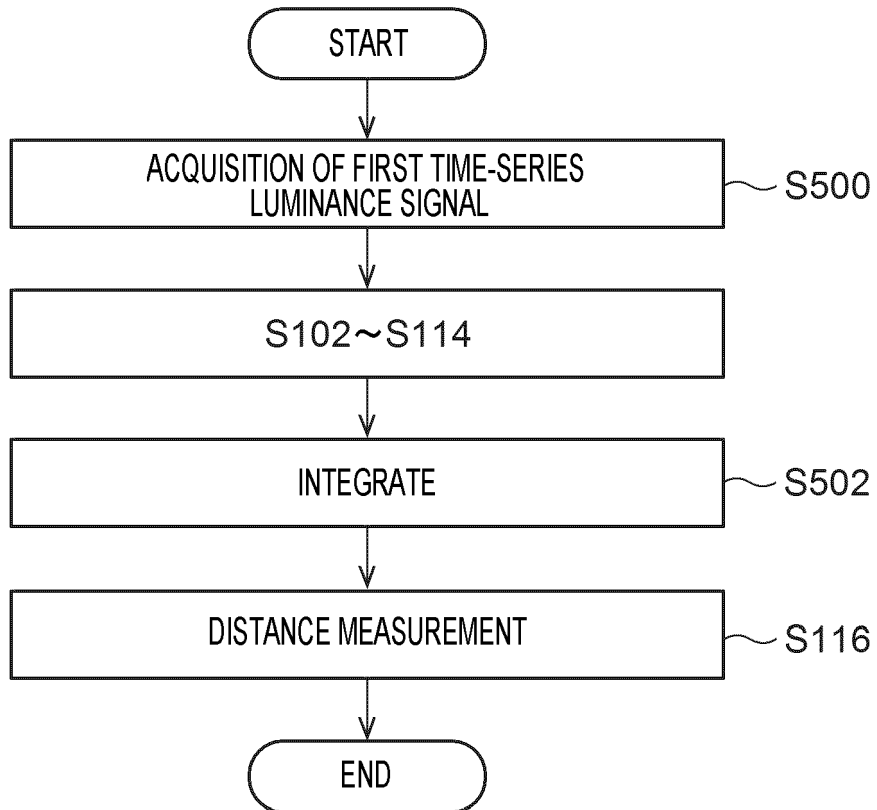 START
ACQUISITION OF FIRST TIME-SERIES
LUMINANCE SIGNAL
S500
S102~S114
INTEGRATE
S502
DISTANCE MEASUREMENT
S116
END